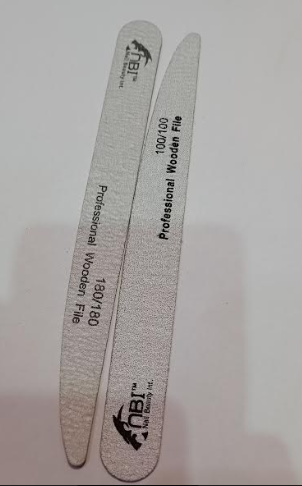 nBI™
Nail Beauty Int.
Professional Wooden File
180/180
100/100
Professional Wooden File
nBI™
Nail Beauty Int.